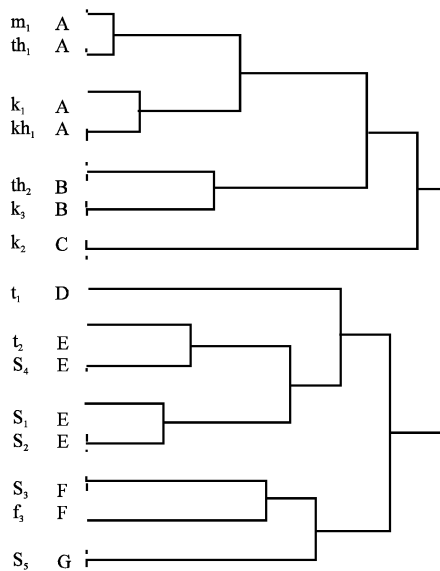 m₁ A
th₁ A
k₁ A
kh₁ A
th₂ B
k₃ B
k₂ C
t₁ D
t₂ E
S₄ E
S₁ E
S₂ E
S₃ F
f₃ F
S₅ G